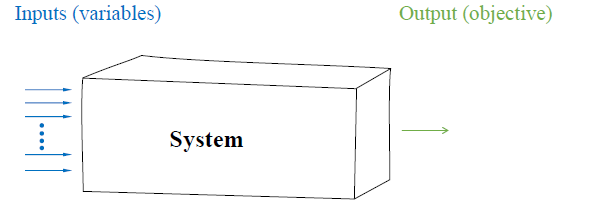 Inputs (variables)
Output (objective)
System